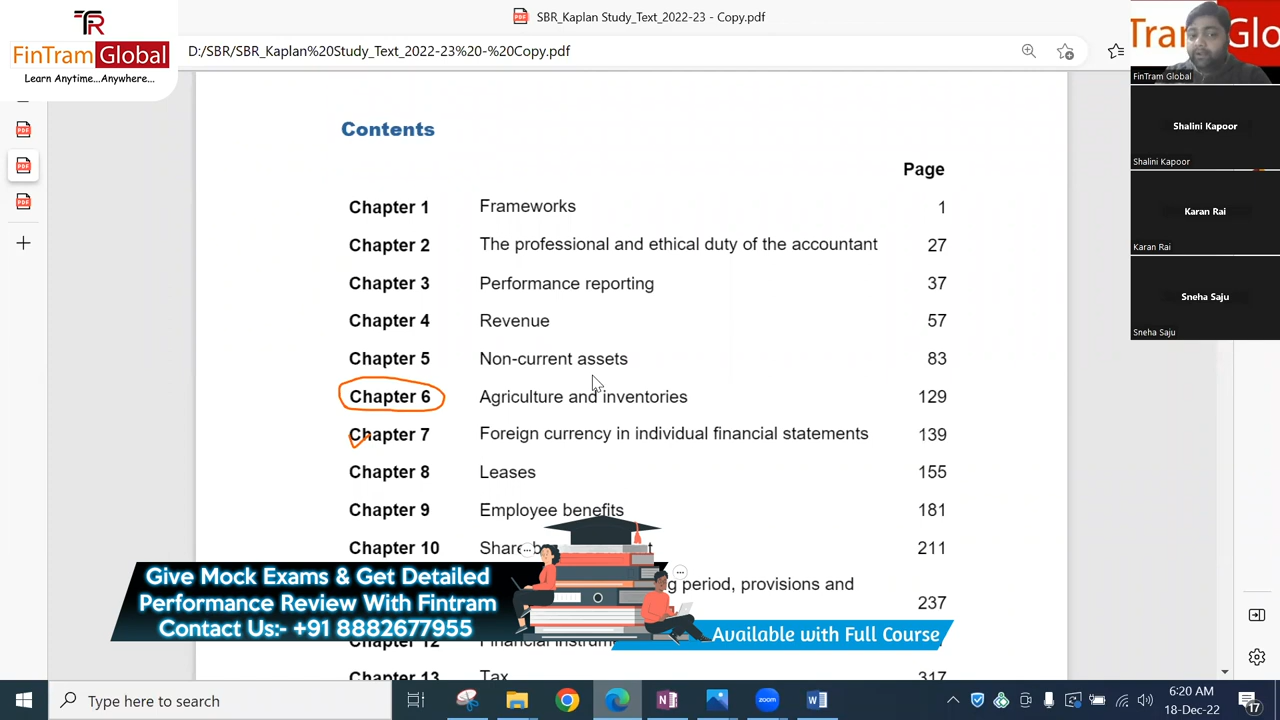 SBR_Kaplan Study_Text_2022-23 - Copy.pdf
TR
FinTram Global
Learn Anytime...Anywhere...
D:/SBR/SBR_Kaplan%20Study_Text_2022-23%20-%20Copy.pdf
FinTram Global
Shalini Kapoor
Shalini Kapoor
Karan Rai
Karan Rai
Sneha Saju
Sneha Saju
Contents
Page
Chapter 1 Frameworks 1
Chapter 2 The professional and ethical duty of the accountant 27
Chapter 3 Performance reporting 37
Chapter 4 Revenue 57
Chapter 5 Non-current assets 83
Chapter 6 Agriculture and inventories 129
Chapter 7 Foreign currency in individual financial statements 139
Chapter 8 Leases 155
Chapter 9 Employee benefits 181
Chapter 10 211
period, provisions and
237
Chapter 12
Chapter 13 Tax 317
Give Mock Exams & Get Detailed
Performance Review With Fintram
Contact Us:- +91 8882677955
Available with Full Course
Type here to search
6:20 AM
18-Dec-22
17